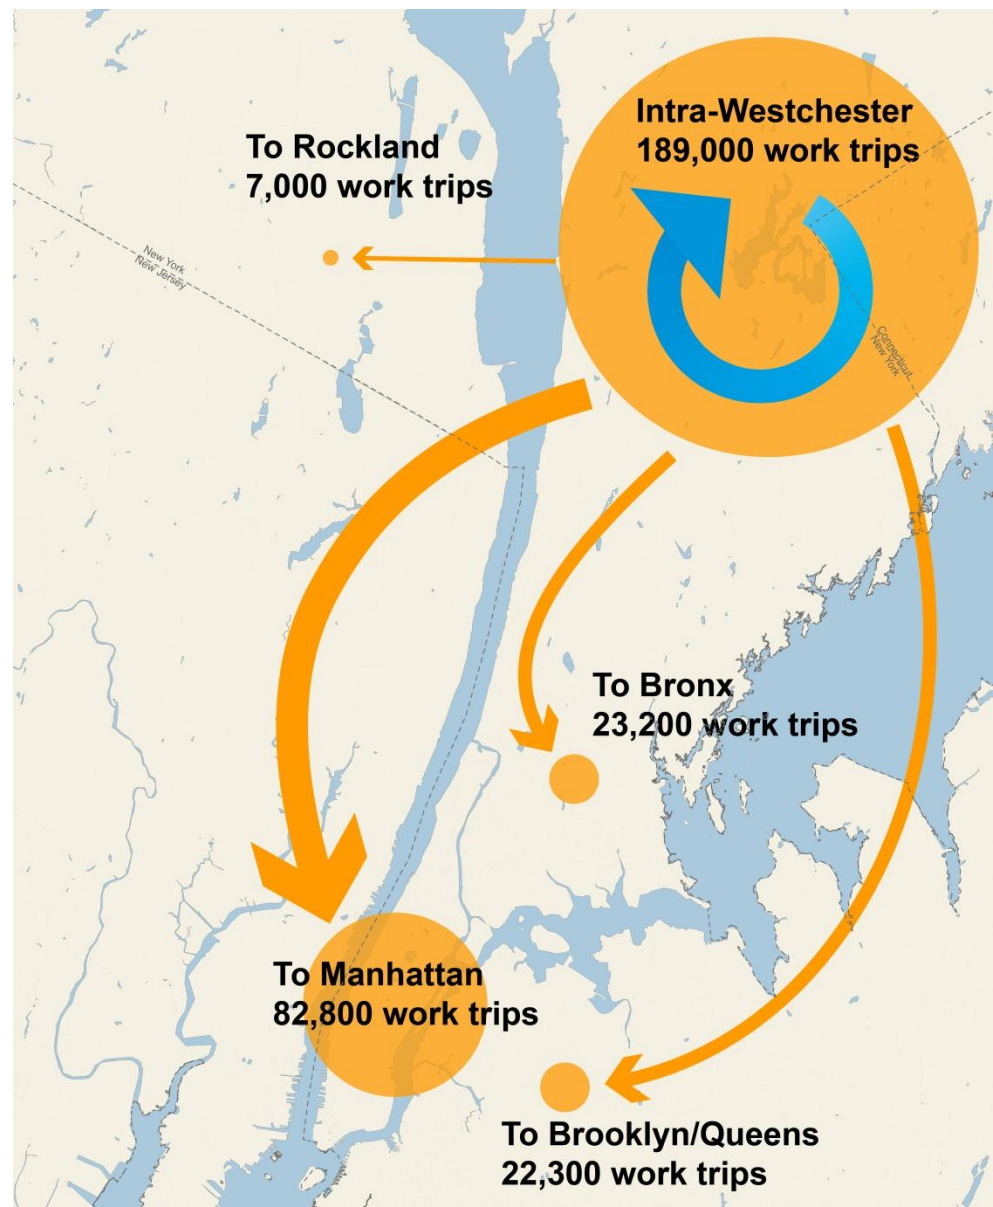 Intra-Westchester
189,000 work trips
To Rockland
7,000 work trips
New York
New Jersey
Connecticut
New York
To Bronx
23,200 work trips
To Manhattan
82,800 work trips
To Brooklyn/Queens
22,300 work trips